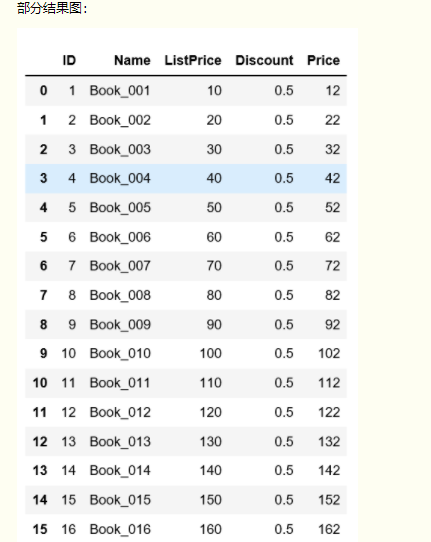 部分结果图：
ID Name ListPrice Discount Price
0 1 Book_001 10 0.5 12
1 2 Book_002 20 0.5 22
2 3 Book_003 30 0.5 32
3 4 Book_004 40 0.5 42
4 5 Book_005 50 0.5 52
5 6 Book_006 60 0.5 62
6 7 Book_007 70 0.5 72
7 8 Book_008 80 0.5 82
8 9 Book_009 90 0.5 92
9 10 Book_010 100 0.5 102
10 11 Book_011 110 0.5 112
11 12 Book_012 120 0.5 122
12 13 Book_013 130 0.5 132
13 14 Book_014 140 0.5 142
14 15 Book_015 150 0.5 152
15 16 Book_016 160 0.5 162